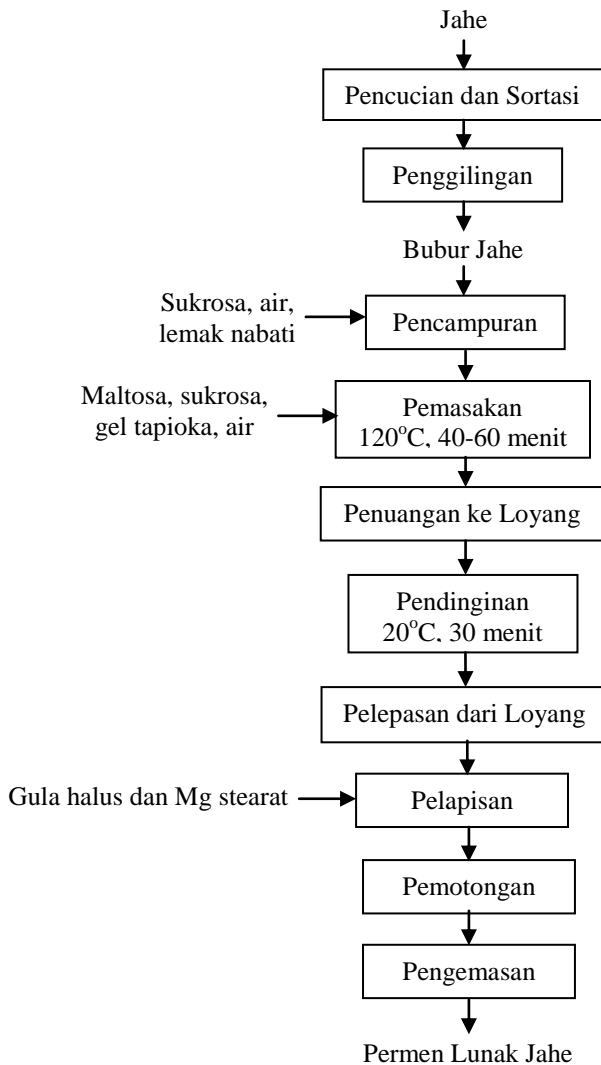 Jahe
Pencucian dan Sortasi
Penggilingan
Bubur Jahe
Sukrosa, air,
lemak nabati
Pencampuran
Maltosa, sukrosa,
gel tapioka, air
Pemasakan
120°C, 40-60 menit
Penuangan ke Loyang
Pendinginan
20°C, 30 menit
Pelepasan dari Loyang
Gula halus dan Mg stearat
Pelapisan
Pemotongan
Pengemasan
Permen Lunak Jahe